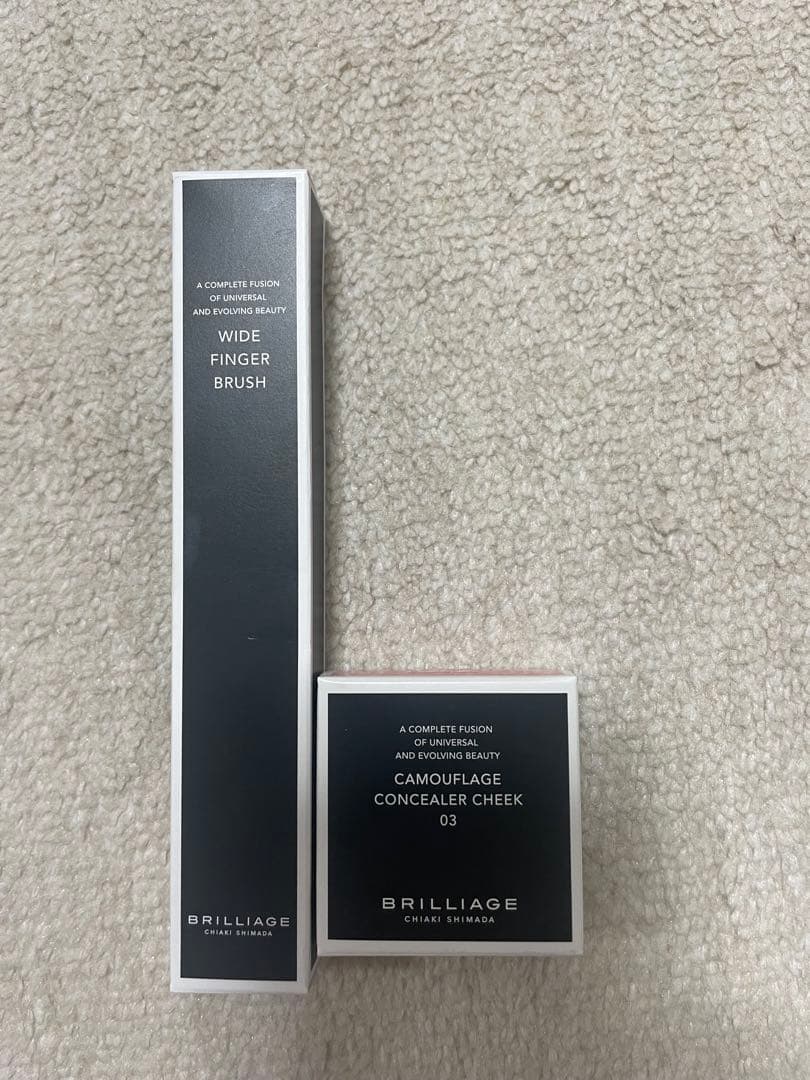 A COMPLETE FUSION
OF UNIVERSAL
AND EVOLVING BEAUTY
WIDE
FINGER
BRUSH
BRILLIAGE
CHIAKI SHIMADA
A COMPLETE FUSION
OF UNIVERSAL
AND EVOLVING BEAUTY
CAMOUFLAGE
CONCEALER CHEEK
03
BRILLIAGE
CHIAKI SHIMADA